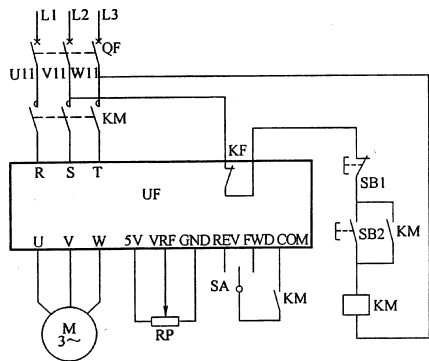 L1 L2 L3
QF
U11 V11 W11
KM
KF
R S T
SB1
UF
SB2 KM
U V W 5V VRF GND REV FWD COM
SA KM
KM
M
3~
RP